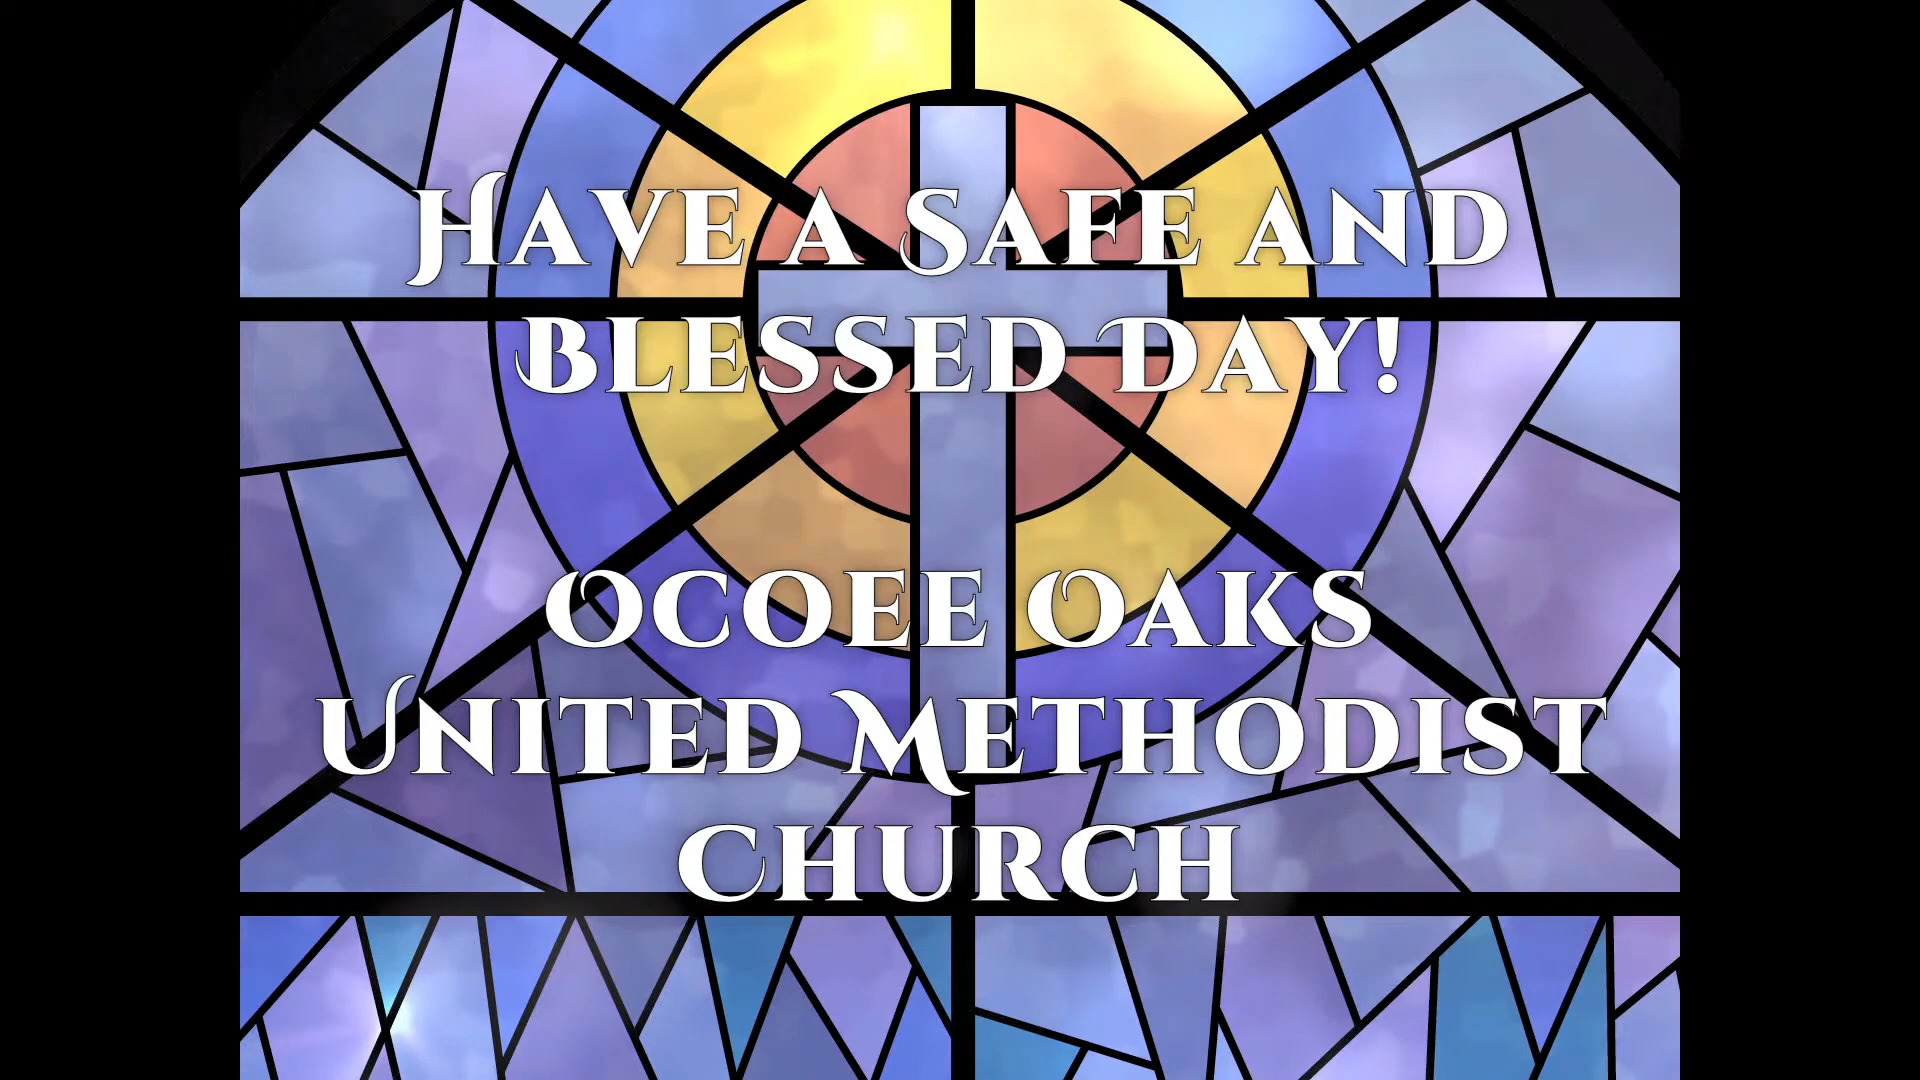 Have a Safe and
Blessed Day!
Ocoee Oaks
United Methodist
Church